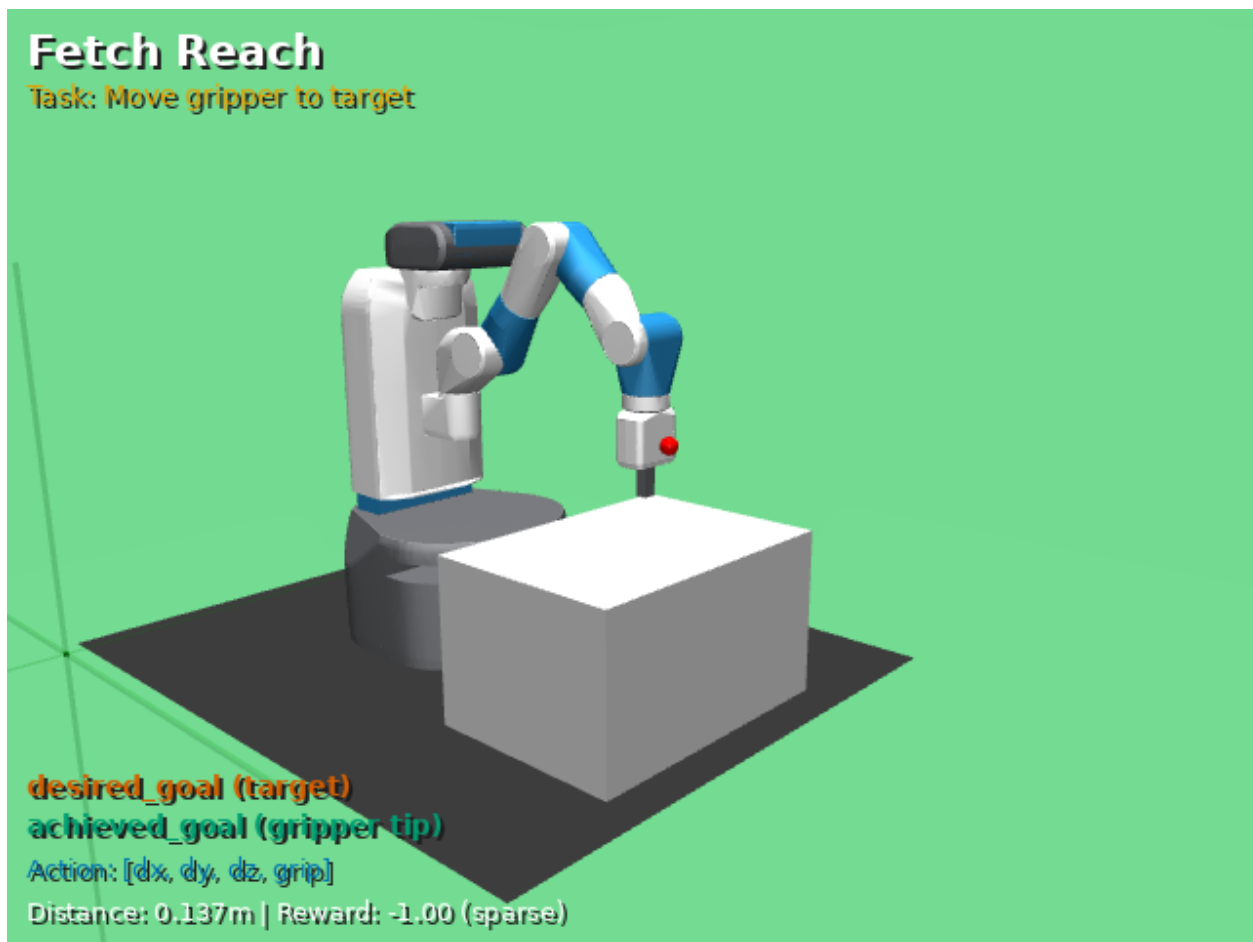 Fetch Reach
Task: Move gripper to target
desired_goal (target)
achieved_goal (gripper tip)
Action: [dx, dy, dz, grip]
Distance: 0.137m | Reward: -1.00 (sparse)